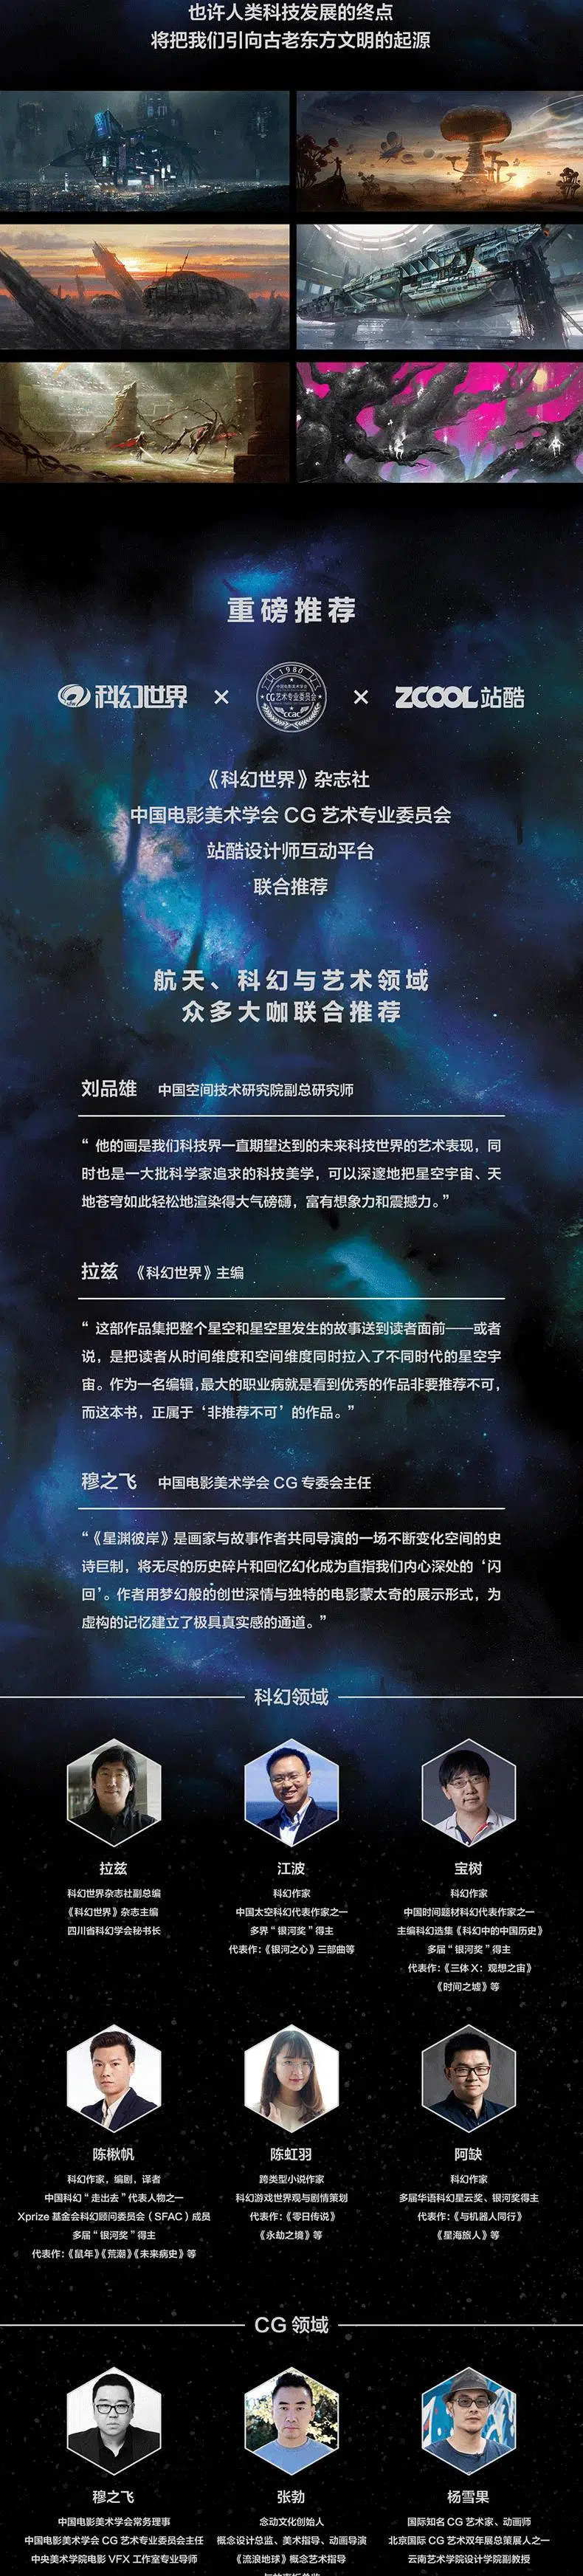 也许人类科技发展的终点
将把我们引向古老东方文明的起源
重磅推荐
科幻世界 × 1980 CG艺术专业委员会 CCAC × ZCOOL 站酷
《科幻世界》杂志社
中国电影美术学会 CG 艺术专业委员会
站酷设计师互动平台
联合推荐
航天、科幻与艺术领域
众多大咖联合推荐
刘品雄 中国空间技术研究院副总研究师
“ 他的画是我们科技界一直期望达到的未来科技世界的艺术表现，同
时也是一大批科学家追求的科技美学，可以深邃地把星空宇宙、天
地苍穹如此轻松地渲染得大气磅礴，富有想象力和震撼力。”
拉兹 《科幻世界》主编
“ 这部作品集把整个星空和星空里发生的故事送到读者面前——或者
说，是把读者从时间维度和空间维度同时拉入了不同时代的星空宇
宙。作为一名编辑,最大的职业病就是看到优秀的作品非要推荐不可,
而这本书，正属于‘非推荐不可’的作品。”
穆之飞 中国电影美术学会 CG 专委会主任
“《星渊彼岸》是画家与故事作者共同导演的一场不断变化空间的史
诗巨制，将无尽的历史碎片和回忆幻化成为直指我们内心深处的‘闪
回’。作者用梦幻般的创世深情与独特的电影蒙太奇的展示形式，为
虚构的记忆建立了极具真实感的通道。”
科幻领域
拉兹
科幻世界杂志社副总编
《科幻世界》杂志主编
四川省科幻学会秘书长
江波
科幻作家
中国太空科幻代表作家之一
多界“银河奖”得主
代表作：《银河之心》三部曲等
宝树
科幻作家
中国时间题材科幻代表作家之一
主编科幻选集《科幻中的中国历史》
多届“银河奖”得主
代表作：《三体 X：观想之宙》
《时间之墟》等
陈楸帆
科幻作家，编剧，译者
中国科幻“走出去”代表人物之一
Xprize 基金会科幻顾问委员会（SFAC）成员
多届“银河奖”得主
代表作：《鼠年》《荒潮》《未来病史》等
陈虹羽
跨类型小说作家
科幻游戏世界观与剧情策划
代表作：《零日传说》
《永劫之境》等
阿缺
科幻作家
多届华语科幻星云奖、银河奖得主
代表作：《与机器人同行》
《星海旅人》等
CG 领域
穆之飞
中国电影美术学会常务理事
中国电影美术学会 CG 艺术专业委员会主任
中央美术学院电影 VFX 工作室专业导师
张勃
念动文化创始人
概念设计总监、美术指导、动画导演
《流浪地球》概念艺术指导
杨雪果
国际知名 CG 艺术家、动画师
北京国际 CG 艺术双年展总策展人之一
云南艺术学院设计学院副教授